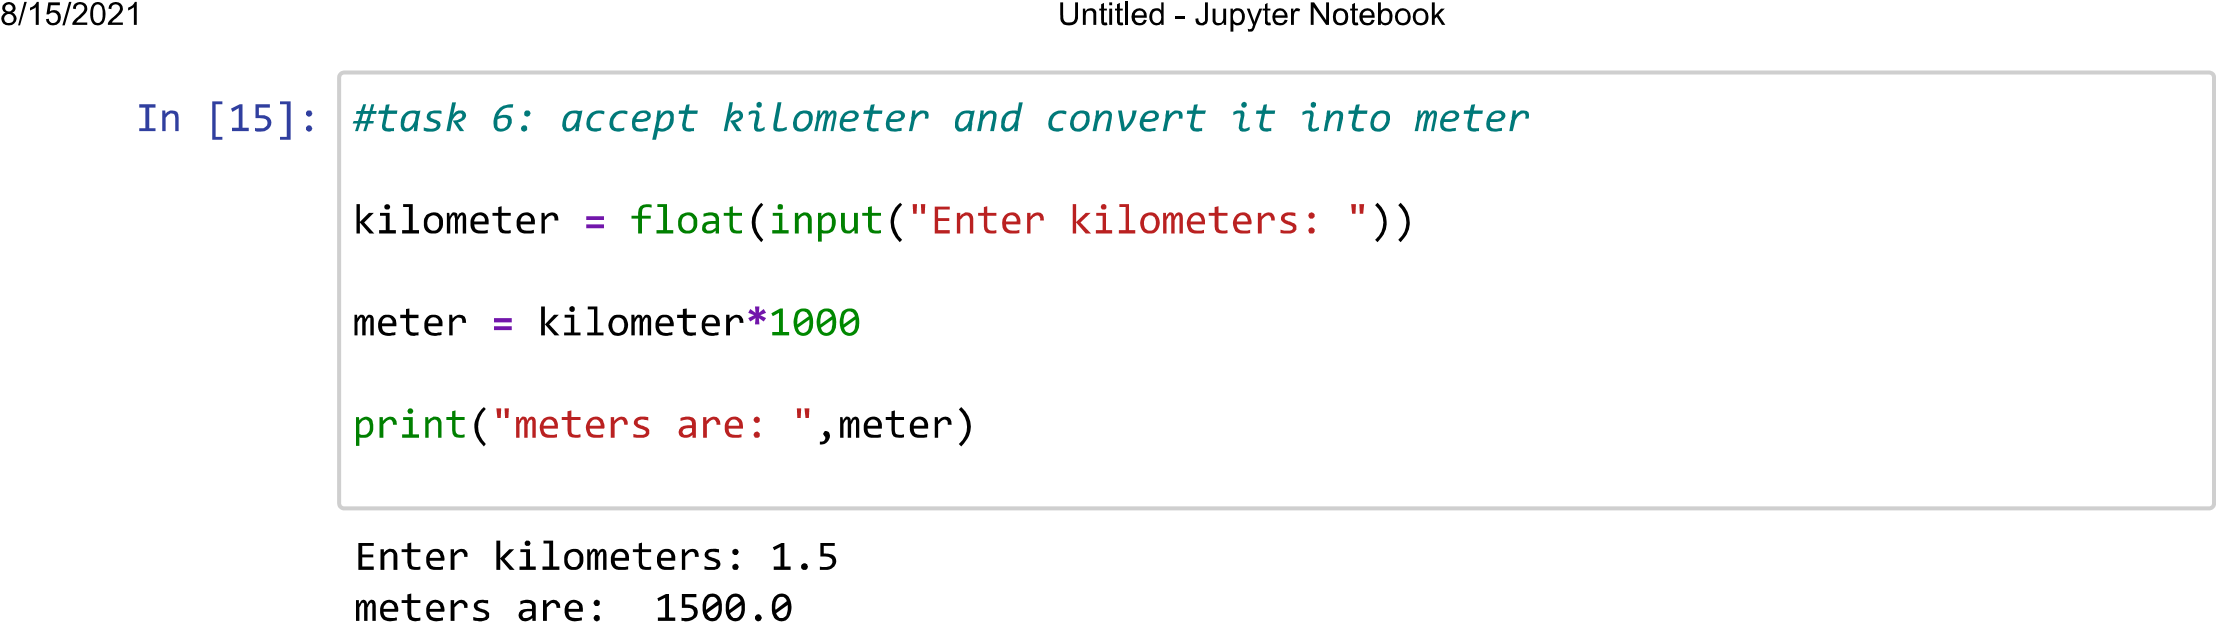 8/15/2021 Untitled - Jupyter Notebook
In [15]: #task 6: accept kilometer and convert it into meter
kilometer = float(input("Enter kilometers: "))
meter = kilometer*1000
print("meters are: ",meter)
Enter kilometers: 1.5
meters are:  1500.0